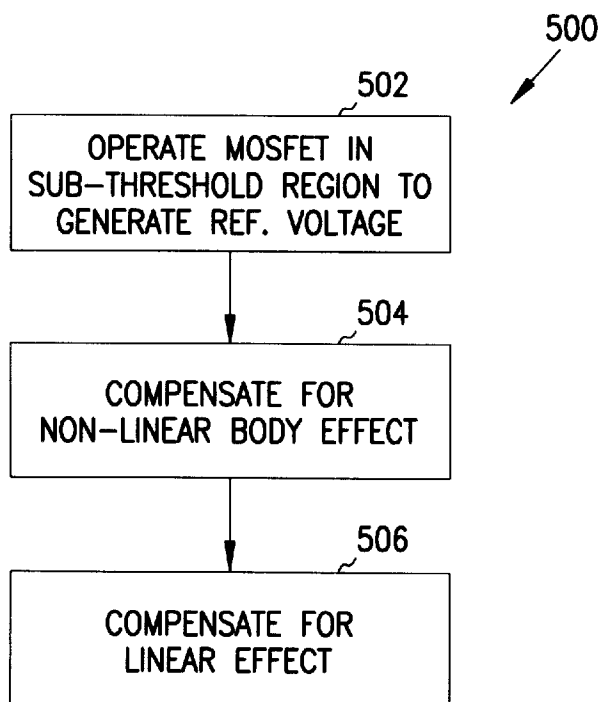 500
502
OPERATE MOSFET IN
SUB-THRESHOLD REGION TO
GENERATE REF. VOLTAGE
504
COMPENSATE FOR
NON-LINEAR BODY EFFECT
506
COMPENSATE FOR
LINEAR EFFECT